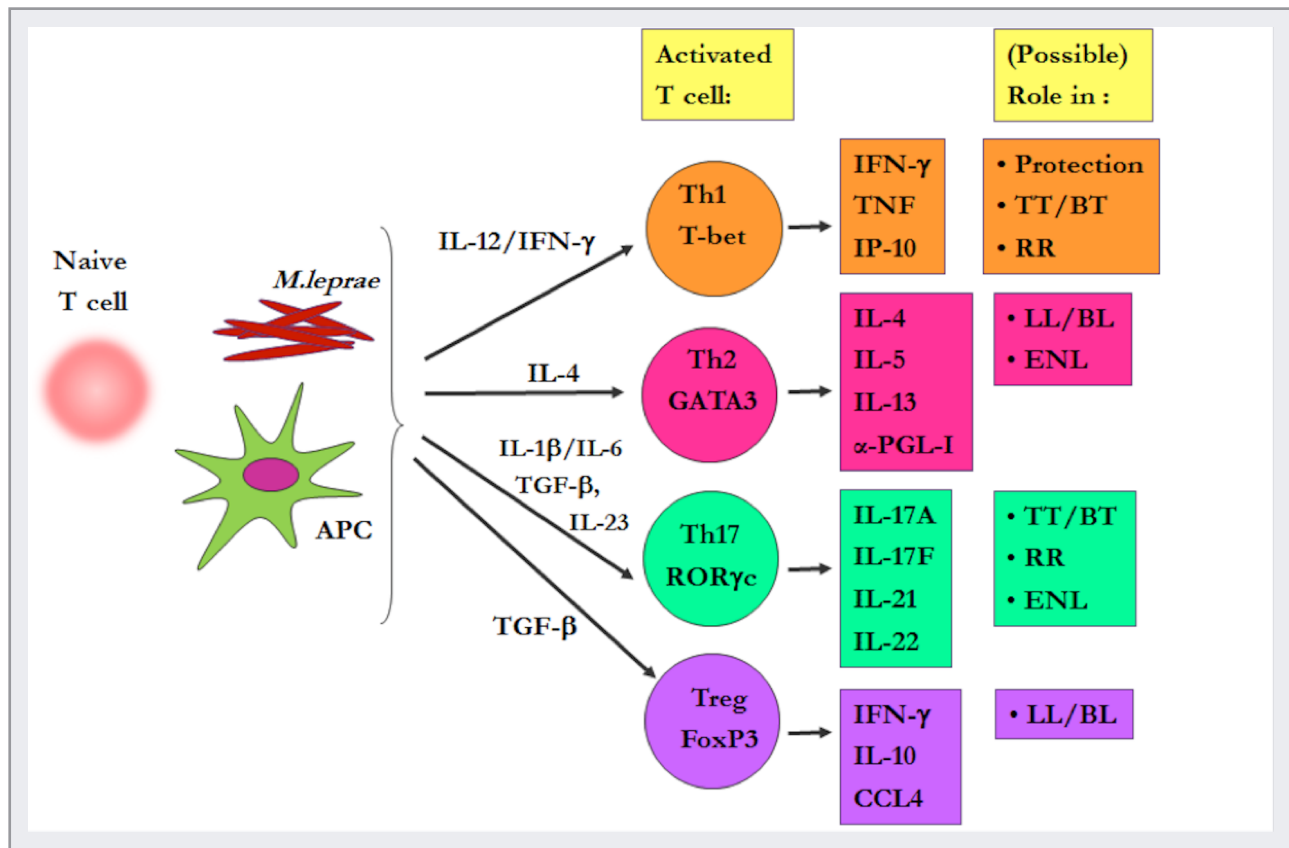 Activated
T cell:
(Possible)
Role in :
Naive
T cell
M.leprae
APC
IL-12/IFN-γ
IL-4
IL-1β/IL-6
TGF-β,
IL-23
TGF-β
Th1
T-bet
IFN-γ
TNF
IP-10
• Protection
• TT/BT
• RR
Th2
GATA3
IL-4
IL-5
IL-13
α-PGL-I
• LL/BL
• ENL
Th17
RORγc
IL-17A
IL-17F
IL-21
IL-22
• TT/BT
• RR
• ENL
Treg
FoxP3
IFN-γ
IL-10
CCL4
• LL/BL